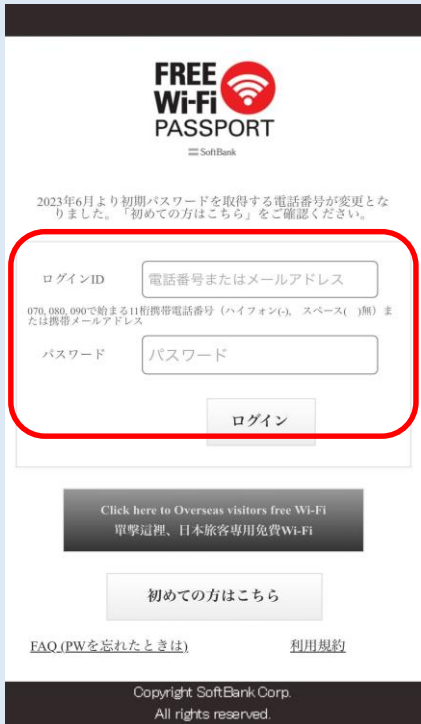 FREE
Wi-Fi
PASSPORT
SoftBank
2023年6月より初期パスワードを取得する電話番号が変更とな
りました。「初めての方はこちら」をご確認ください。
ログインID
電話番号またはメールアドレス
070, 080, 090で始まる11桁携帯電話番号（ハイフォン(-),　スペース(　)無）ま
たは携帯メールアドレス
パスワード
パスワード
ログイン
Click here to Overseas visitors free Wi-Fi
單擊這裡、日本旅客專用免費Wi-Fi
初めての方はこちら
FAQ (PWを忘れたときは)
利用規約
Copyright SoftBank Corp.
All rights reserved.